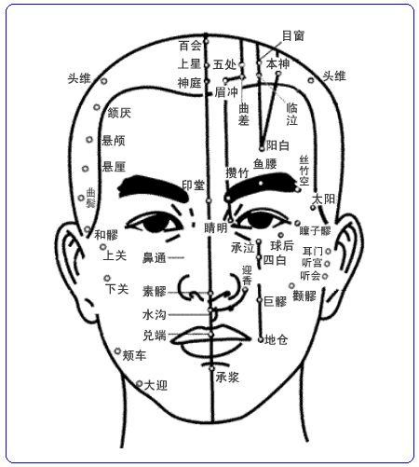 目窗
百会
上星
五处
本神
头维
神庭
头维
眉冲
颔厌
曲差
临泣
悬颅
阳白
鱼腰
丝竹空
悬厘
攒竹
印堂
曲鬓
太阳
睛明
瞳子髎
和髎
承泣
球后
上关
鼻通
四白
耳门
听宫
迎香
听会
下关
素髎
颧髎
巨髎
水沟
兑端
地仓
颊车
承浆
大迎